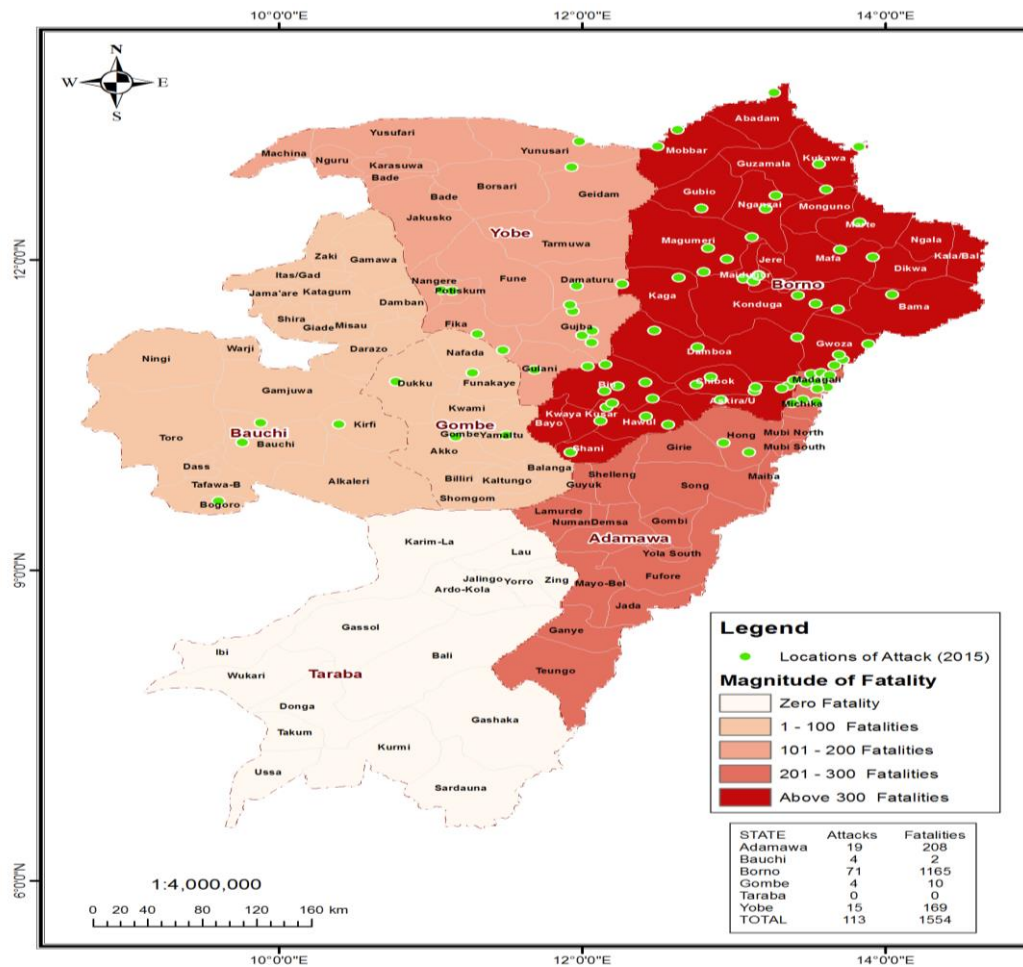 10°0'0"E 12°0'0"E 14°0'0"E
N
W E
S
12°0'0"N
9°0'0"N
6°0'0"N
Abadam
Yusufari
Mobbar
Yunusari
Machina
Nguru
Guzamala
Kukawa
Karasuwa
Bade
Borsari
Geidam
Gubio
Bade
Nganzai
Monguno
Jakusko
Marte
Yobe
Tarmuwa
Magumeri
Ngala
Zaki
Gamawa
Jere
Mafa
Kala/Bal
Itas/Gad
Dikwa
Nangere
Fune
Damaturu
Borno
Jama'are
Katagum
Potiskum
Kaga
Konduga
Bama
Damban
Shira
Giade
Misau
Fika
Gujba
Gwoza
Warji
Darazo
Nafada
Damboa
Ningi
Gulani
Dukku
Funakaye
Madagali
Gamjuwa
Chibok
Askira/U
Kwami
Kwaya Kusar
Michika
Bayo
Hawul
Toro
Bauchi
Bauchi
Kirfi
Gombe
Gombe
Yamaltu
Hong
Mubi North
Mubi South
Akko
Shani
Girie
Dass
Balanga
Shelleng
Maiba
Tafawa-B
Alkaleri
Billiri
Kaltungo
Guyuk
Song
Bogoro
Shomgom
Lamurde
Numan
Demsa
Gombi
Adamawa
Karim-La
Lau
Yola South
Jalingo
Yorro
Zing
Mayo-Bel
Fufore
Ardo-Kola
Jada
Gassol
Ganye
Ibi
Bali
Wukari
Taraba
Teungo
Donga
Gashaka
Takum
Kurmi
Ussa
Sardauna
Legend
Locations of Attack (2015)
Magnitude of Fatality
Zero Fatality
1 - 100 Fatalities
101 - 200 Fatalities
201 - 300 Fatalities
Above 300 Fatalities
STATE Attacks Fatalities
Adamawa 19 208
Bauchi 4 2
Borno 71 1165
Gombe 4 10
Taraba 0 0
Yobe 15 169
TOTAL 113 1554
1:4,000,000
0 20 40 80 120 160 km
10°0'0"E 12°0'0"E 14°0'0"E